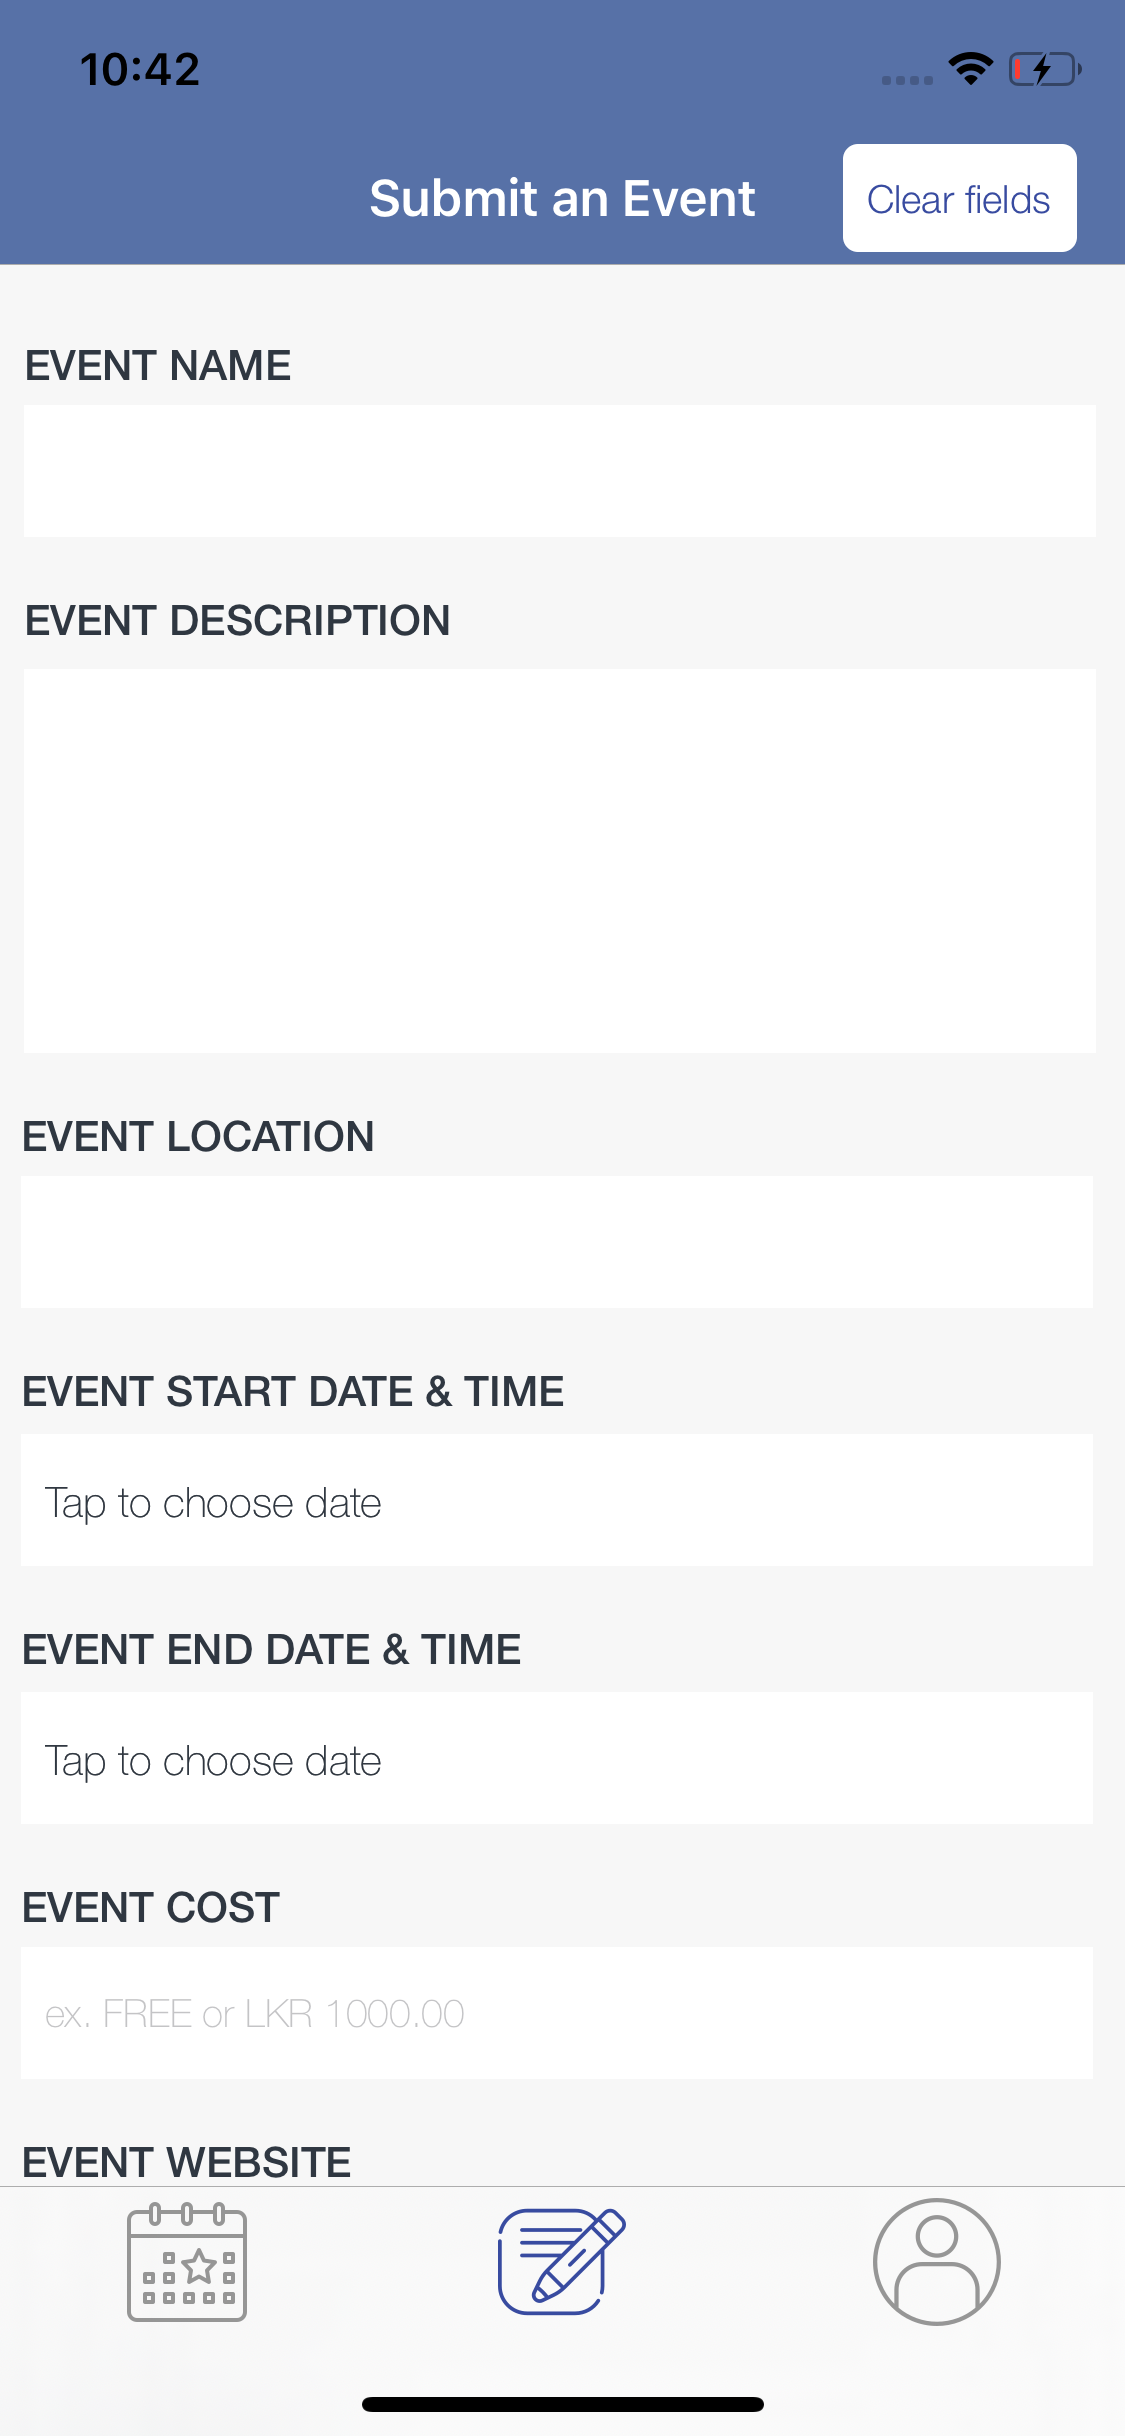 10:42
Submit an Event
Clear fields
EVENT NAME
EVENT DESCRIPTION
EVENT LOCATION
EVENT START DATE & TIME
Tap to choose date
EVENT END DATE & TIME
Tap to choose date
EVENT COST
ex. FREE or LKR 1000.00
EVENT WEBSITE